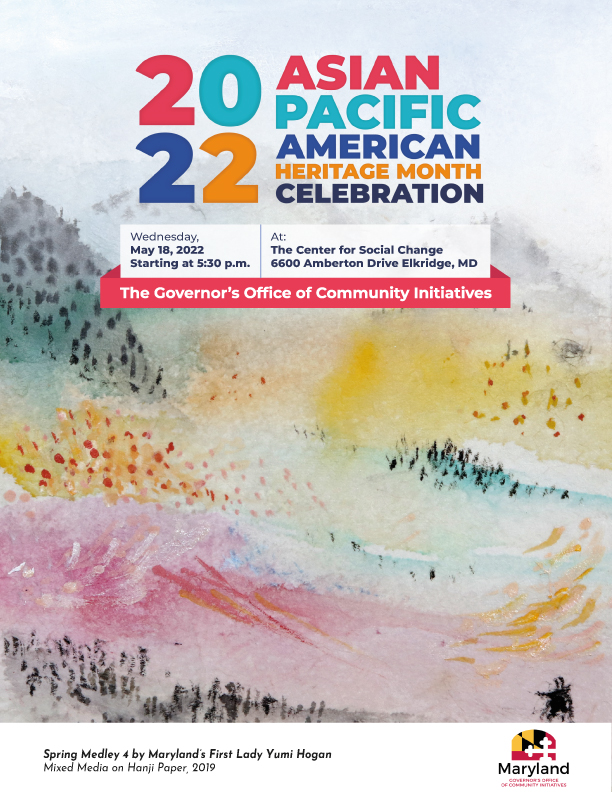 2022
ASIAN
PACIFIC
AMERICAN
HERITAGE MONTH
CELEBRATION
Wednesday,
May 18, 2022
Starting at 5:30 p.m.
At:
The Center for Social Change
6600 Amberton Drive Elkridge, MD
The Governor's Office of Community Initiatives
Spring Medley 4 by Maryland's First Lady Yumi Hogan
Mixed Media on Hanji Paper, 2019
Maryland
GOVERNOR'S OFFICE
OF COMMUNITY INITIATIVES